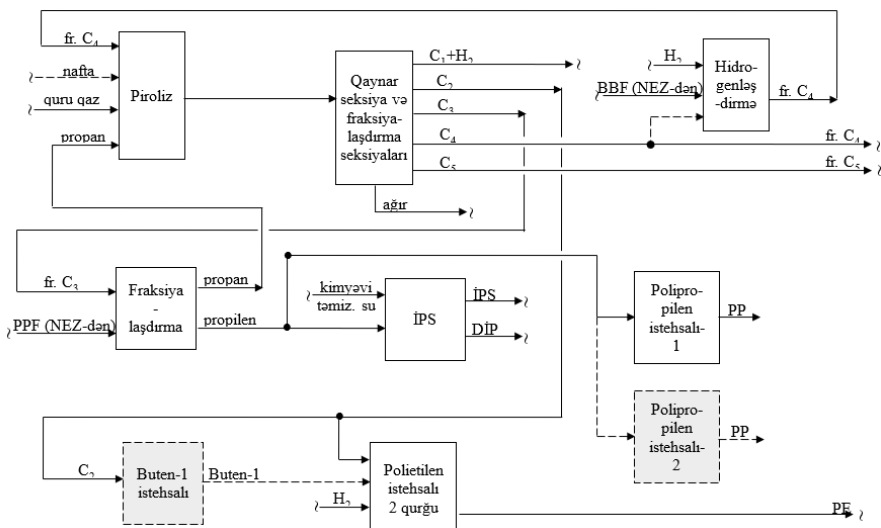 fr. C₄
nafta
quru qaz
propan
Piroliz
Qaynar
seksiya və
fraksiya-
laşdırma
seksiyaları
C₁+H₂
C₂
C₃
C₄
C₅
ağır
H₂
BBF (NEZ-dən)
Hidro-
genləş
-dirmə
fr. C₄
fr. C₄
fr. C₅
fr. C₃
PPF (NEZ-dən)
Fraksiya
-
laşdırma
propan
propilen
kimyəvi
təmiz. su
İPS
İPS
DİP
Polipro-
pilen
istehsalı-
1
PP
Polipro-
pilen
istehsalı-
2
PP
C₂
Buten-1
istehsalı
Buten-1
H₂
Polietilen
istehsalı
2 qurğu
PE